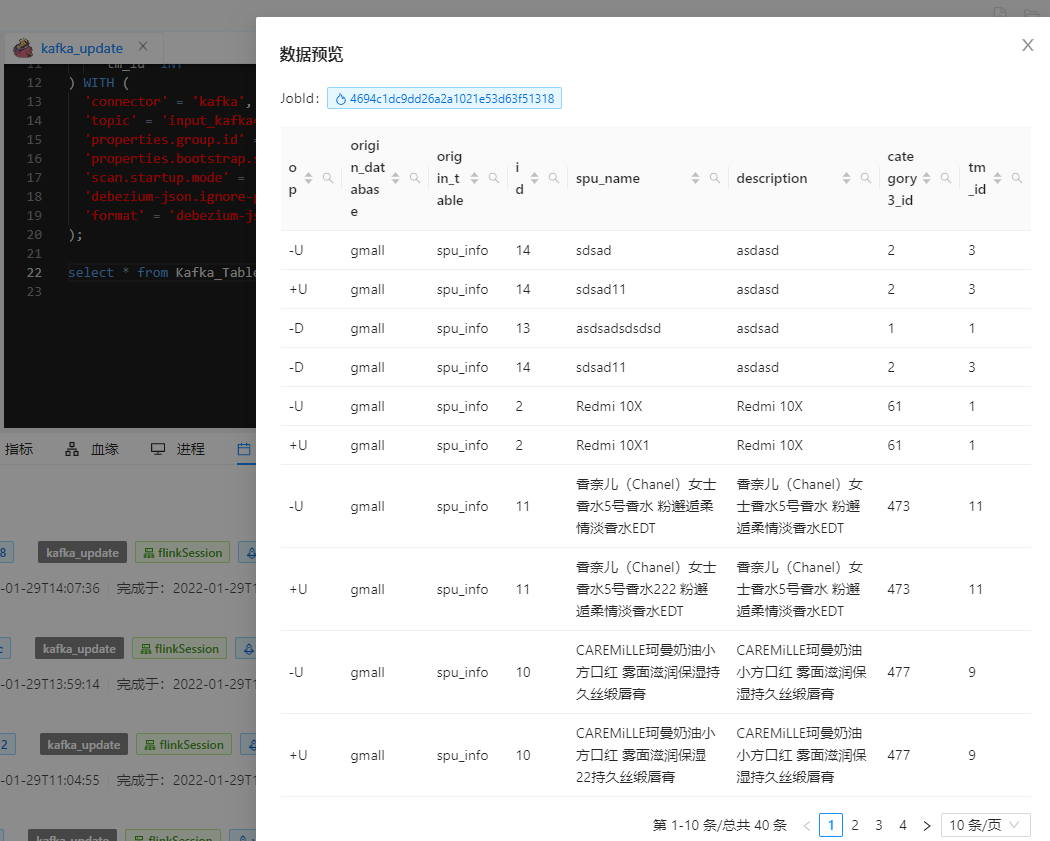 kafka_update
12 ) WITH (
13 'connector' = 'kafka',
14 'topic' = 'input_kafka
15 'properties.group.id' =
16 'properties.bootstrap.
17 'scan.startup.mode' =
18 'debezium-json.ignore-
19 'format' = 'debezium-js
20 );
21
22 select * from Kafka_Table
23
指标 血缘 进程
8 kafka_update flinkSession
-01-29T14:07:36 完成于：2022-01-29T1
kafka_update flinkSession
-01-29T13:59:14 完成于：2022-01-29T1
2 kafka_update flinkSession
-01-29T11:04:55 完成于：2022-01-29T1
kafka_update flinkSession
数据预览
JobId： 4694c1dc9dd26a2a1021e53d63f51318
op origin_database origin_table id spu_name description category3_id tm_id
-U gmall spu_info 14 sdsad asdasd 2 3
+U gmall spu_info 14 sdsad11 asdasd 2 3
-D gmall spu_info 13 asdsadsdsdsd asdsad 1 1
-D gmall spu_info 14 sdsad11 asdasd 2 3
-U gmall spu_info 2 Redmi 10X Redmi 10X 61 1
+U gmall spu_info 2 Redmi 10X1 Redmi 10X 61 1
-U gmall spu_info 11 香奈儿（Chanel）女士香水5号香水 粉邂逅柔情淡香水EDT 香奈儿（Chanel）女士香水5号香水 粉邂逅柔情淡香水EDT 473 11
+U gmall spu_info 11 香奈儿（Chanel）女士香水5号香水222 粉邂逅柔情淡香水EDT 香奈儿（Chanel）女士香水5号香水 粉邂逅柔情淡香水EDT 473 11
-U gmall spu_info 10 CAREMiLLE珂曼奶油小方口红 雾面滋润保湿持久丝缎唇膏 CAREMiLLE珂曼奶油小方口红 雾面滋润保湿持久丝缎唇膏 477 9
+U gmall spu_info 10 CAREMiLLE珂曼奶油小方口红 雾面滋润保湿22持久丝缎唇膏 CAREMiLLE珂曼奶油小方口红 雾面滋润保湿持久丝缎唇膏 477 9
第 1-10 条/总共 40 条 < 1 2 3 4 > 10 条/页